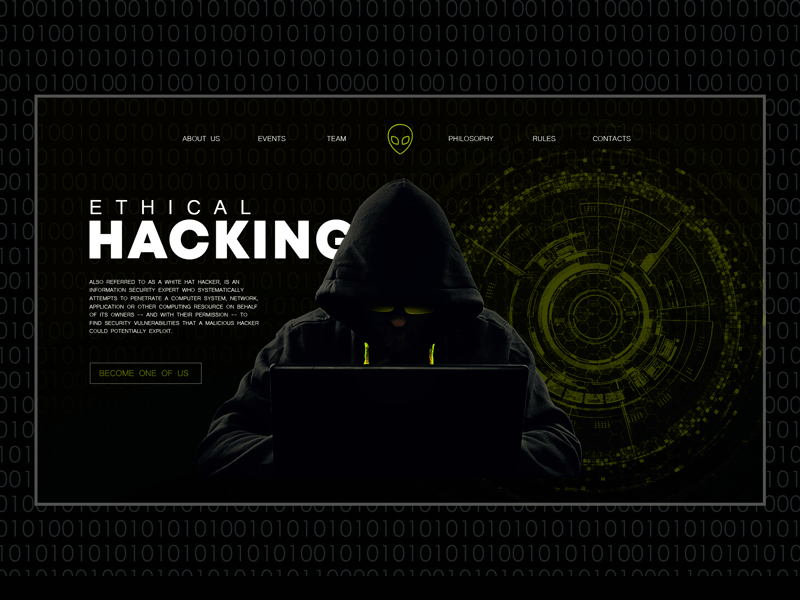 ABOUT US EVENTS TEAM PHILOSOPHY RULES CONTACTS
ETHICAL
HACKING
ALSO REFERRED TO AS A WHITE HAT HACKER, IS AN
INFORMATION SECURITY EXPERT WHO SYSTEMATICALLY
ATTEMPTS TO PENETRATE A COMPUTER SYSTEM, NETWORK,
APPLICATION OR OTHER COMPUTING RESOURCE ON BEHALF
OF ITS OWNERS -- AND WITH THEIR PERMISSION -- TO
FIND SECURITY VULNERABILITIES THAT A MALICIOUS HACKER
COULD POTENTIALLY EXPLOIT.
BECOME ONE OF US